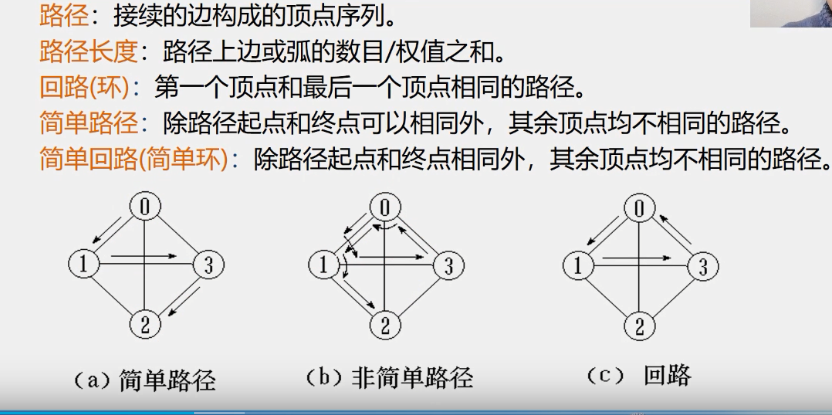 路径：接续的边构成的顶点序列。
路径长度：路径上边或弧的数目/权值之和。
回路(环)：第一个顶点和最后一个顶点相同的路径。
简单路径：除路径起点和终点可以相同外，其余顶点均不相同的路径。
简单回路(简单环)：除路径起点和终点相同外，其余顶点均不相同的路径。
0 0 0
1 3 1 3 1 3
2 2 2
（a）简单路径 （b）非简单路径 （c） 回路